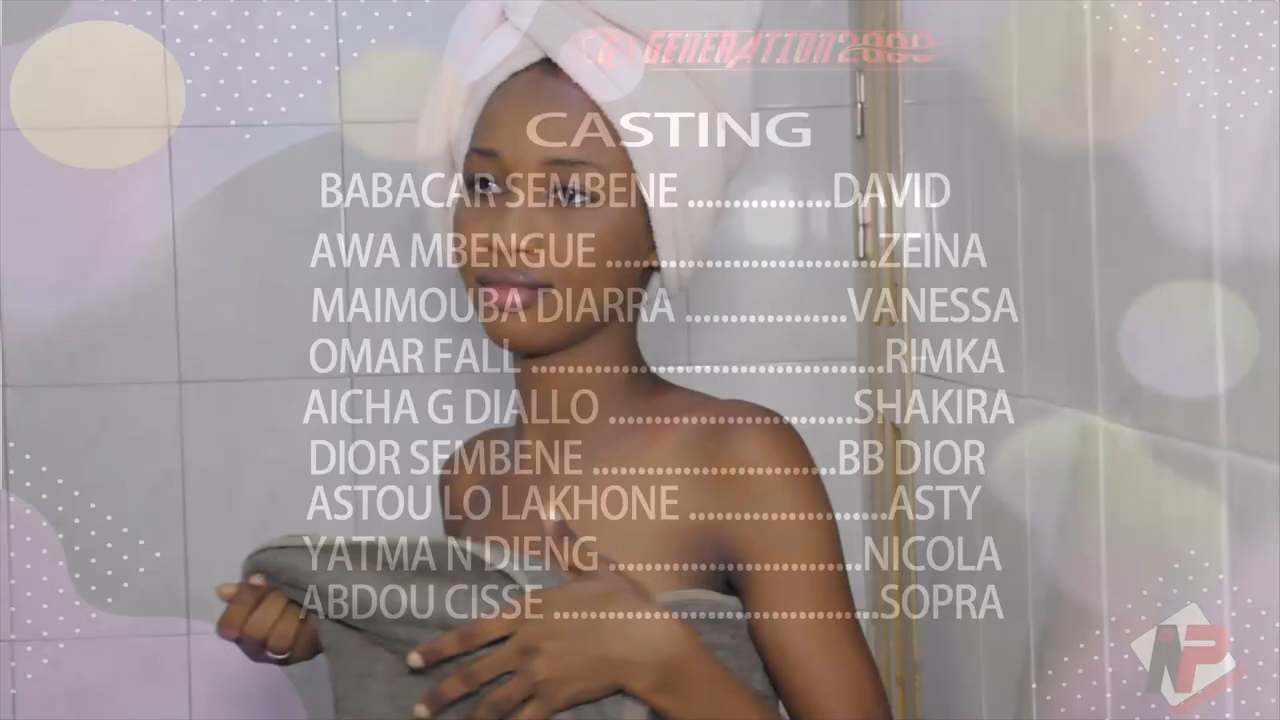 GENERATION2000
CASTING
BABACAR SEMBENE ...............DAVID
AWA MBENGUE ............................ZEINA
MAIMOUBA DIARRA .................VANESSA
OMAR FALL .....................................RIMKA
AICHA G DIALLO ..........................SHAKIRA
DIOR SEMBENE .........................BB DIOR
ASTOU LO LAKHONE .....................ASTY
YATMA N DIENG ..........................NICOLA
ABDOU CISSE ..................................SOPRA
NP